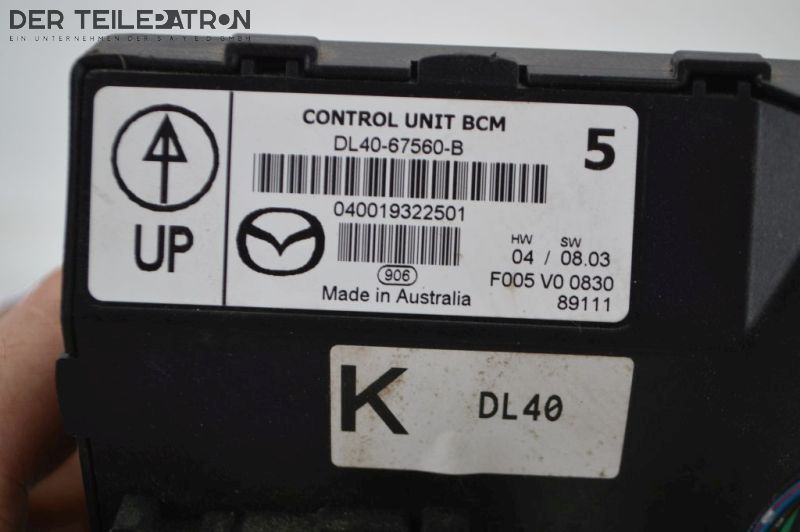 DER TEILEPATRON
EIN UNTERNEHMEN DER SAYED GMBH
UP
CONTROL UNIT BCM
DL40-67560-B
5
040019322501
HW SW
04 / 08.03
906
F005 V0 0830
Made in Australia
89111
K
DL40